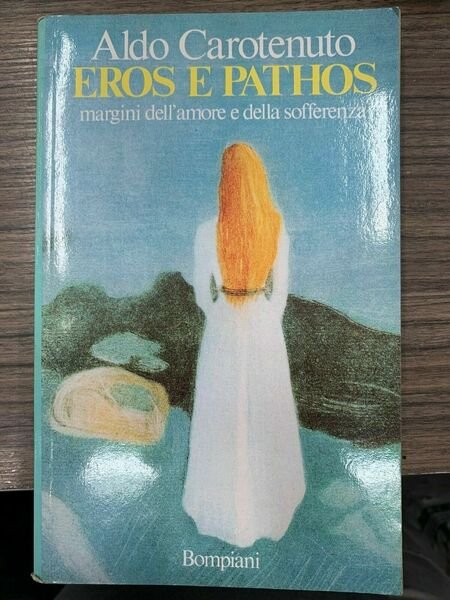 Aldo Carotenuto
EROS E PATHOS
margini dell'amore e della sofferenza
Bompiani